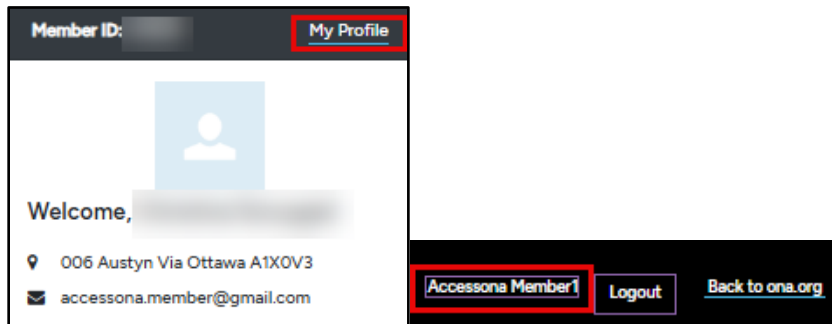 Member ID: My Profile
Welcome,
006 Austyn Via Ottawa A1X0V3
accessona.member@gmail.com
Accessona Member1 Logout Back to ona.org